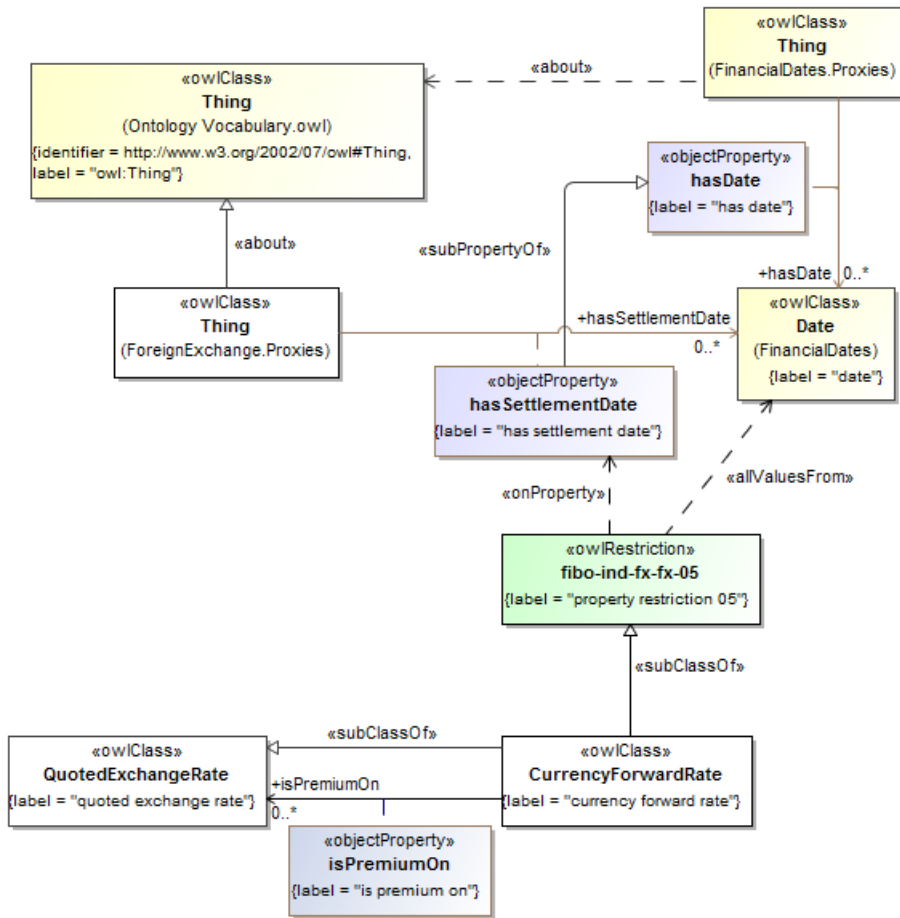 «owlClass»
Thing
(FinancialDates.Proxies)
«about»
«owlClass»
Thing
(Ontology Vocabulary.owl)
{identifier = http://www.w3.org/2002/07/owl#Thing,
label = "owl:Thing"}
«objectProperty»
hasDate
{label = "has date"}
«about»
«subPropertyOf»
+hasDate 0..*
«owlClass»
Thing
(ForeignExchange.Proxies)
+hasSettlementDate
0..*
«owlClass»
Date
(FinancialDates)
{label = "date"}
«objectProperty»
hasSettlementDate
{label = "has settlement date"}
«onProperty»
«allValuesFrom»
«owlRestriction»
fibo-ind-fx-fx-05
{label = "property restriction 05"}
«subClassOf»
«subClassOf»
«owlClass»
QuotedExchangeRate
{label = "quoted exchange rate"}
+isPremiumOn
0..*
«owlClass»
CurrencyForwardRate
{label = "currency forward rate"}
«objectProperty»
isPremiumOn
{label = "is premium on"}